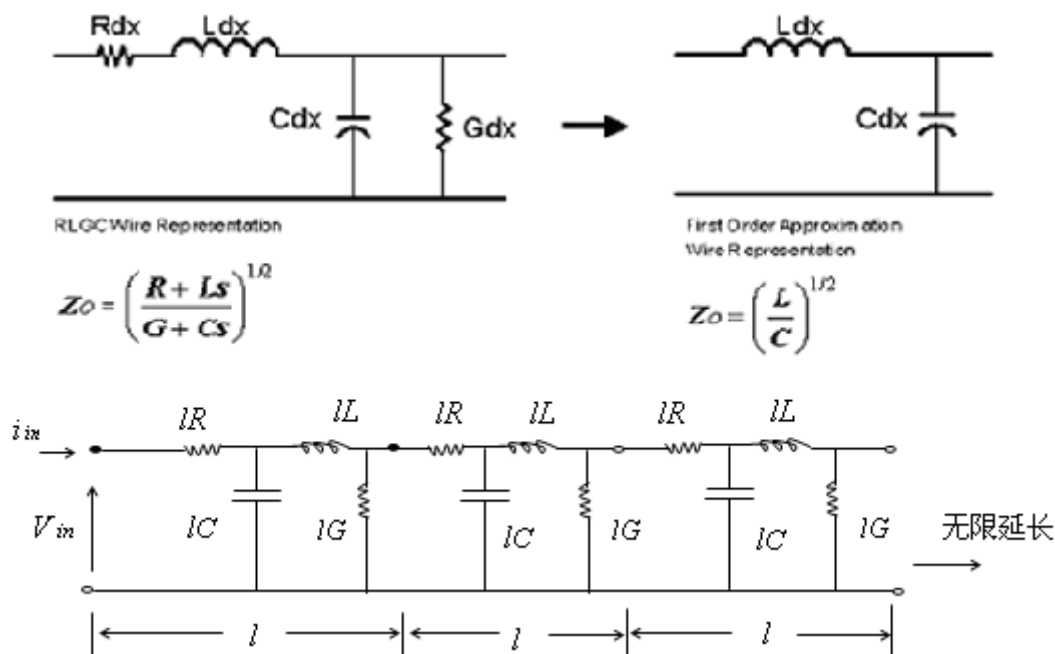 Rdx Ldx Ldx
Cdx Gdx Cdx
RLGC Wire Representation
First Order Approximation
Wire Representation
Zo = ((R + Ls)/(G + Cs))^1/2
Zo = (L/C)^1/2
iin lR lL lR lL lR lL
Vin lC lG lC lG lC lG 无限延长
l l l